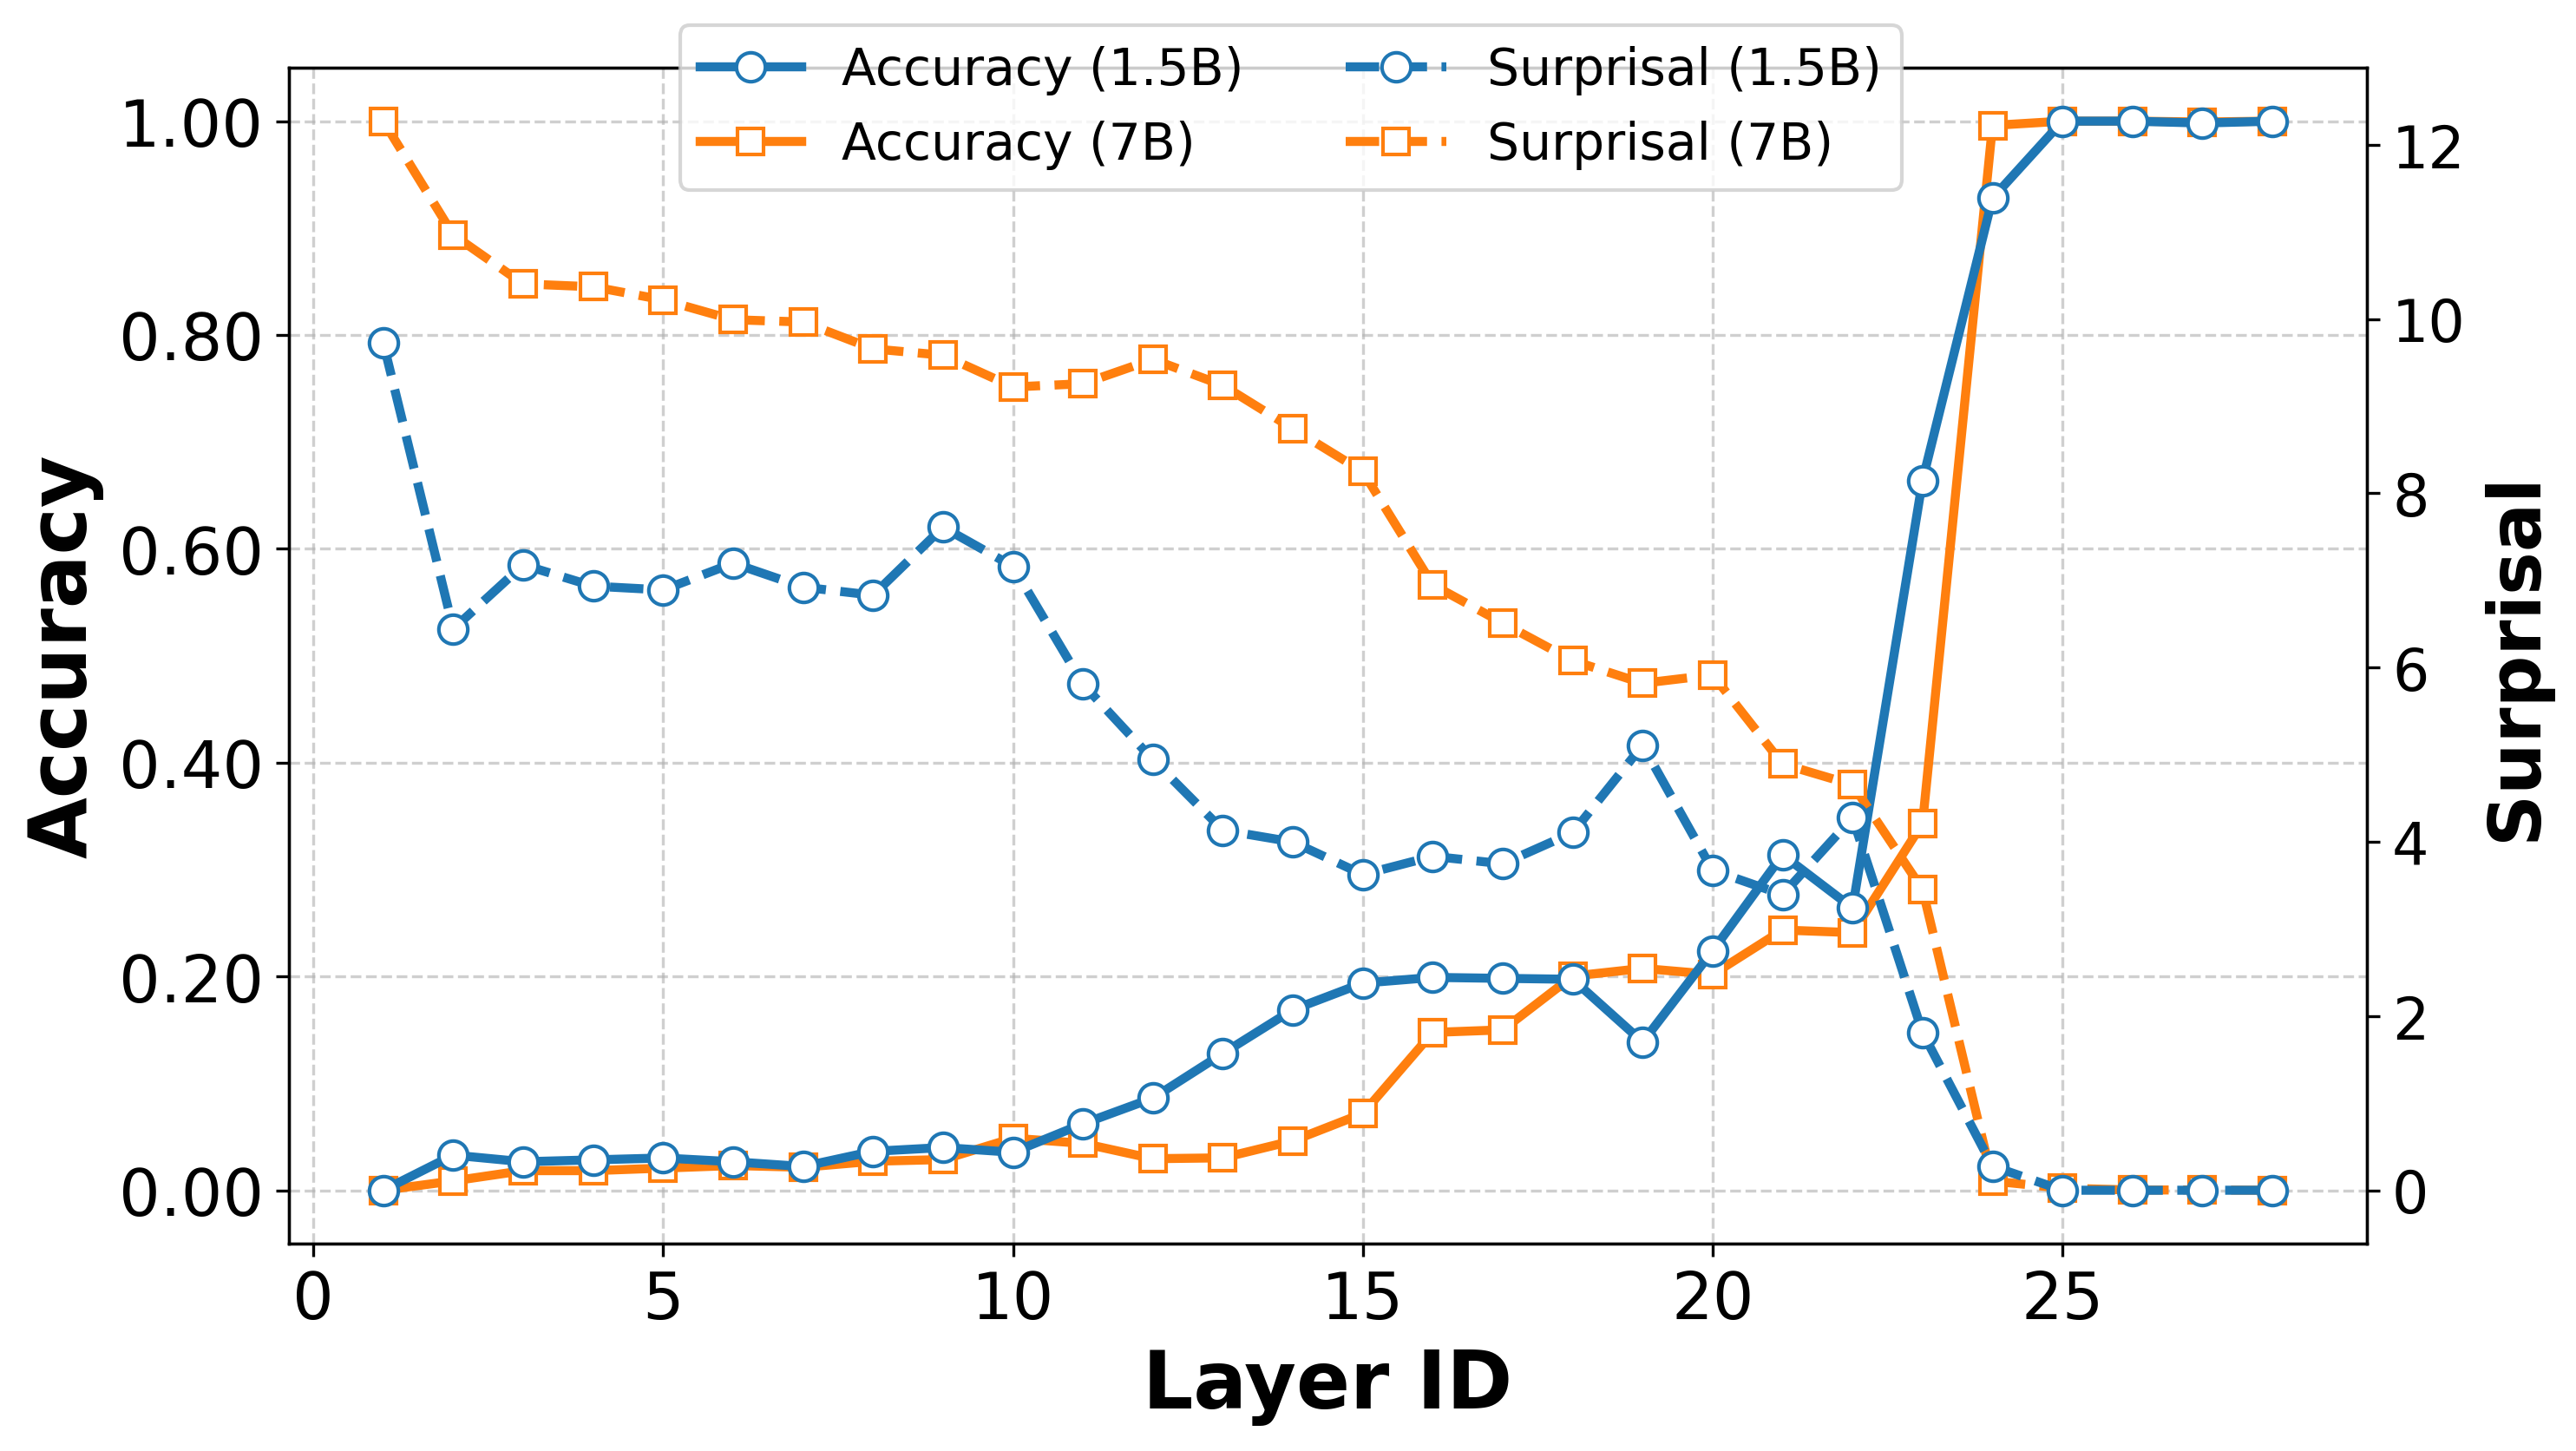 Accuracy (1.5B)
Accuracy (7B)
Surprisal (1.5B)
Surprisal (7B)
Accuracy
1.00
0.80
0.60
0.40
0.20
0.00
12
10
8
6
4
2
0
Surprisal
0 5 10 15 20 25
Layer ID